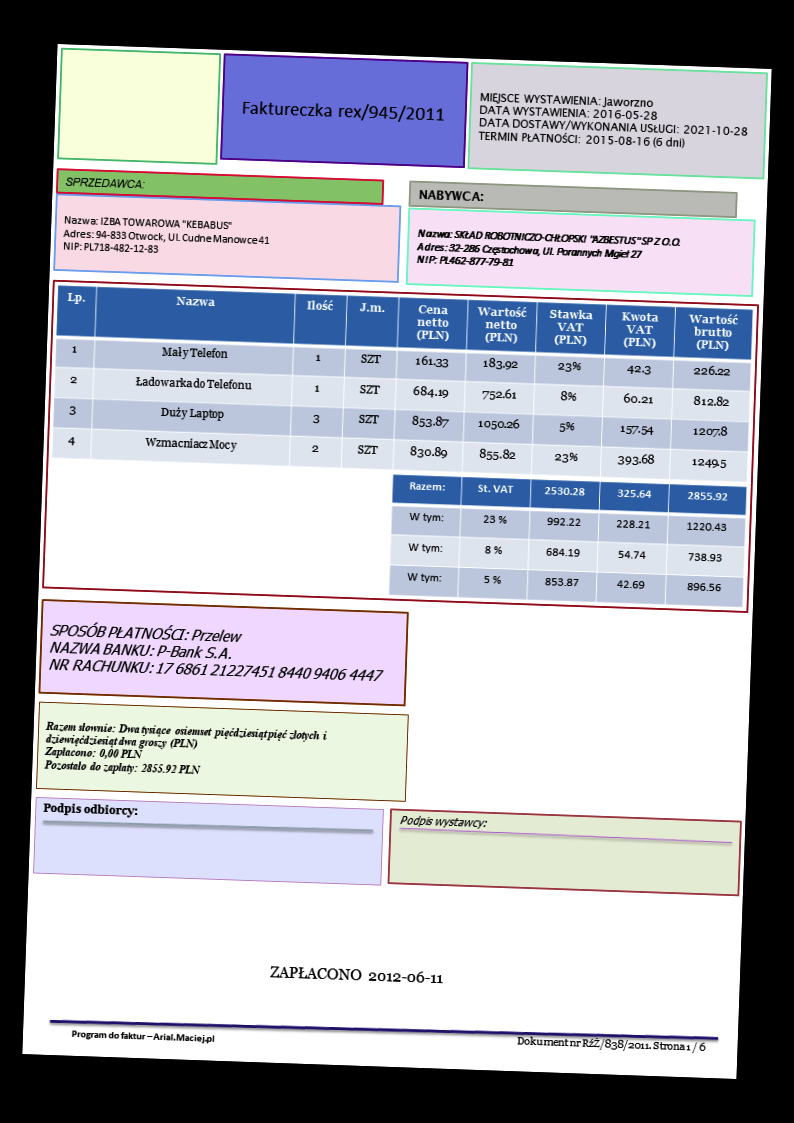 Faktureczka rex/945/2011
MIEJSCE WYSTAWIENIA: Jaworzno
DATA WYSTAWIENIA: 2016-05-28
DATA DOSTAWY/WYKONANIA USŁUGI: 2021-10-28
TERMIN PŁATNOŚCI: 2015-08-16 (6 dni)
SPRZEDAWCA:
Nazwa: IZBA TOWAROWA "KEBABUS"
Adres: 94-833 Otwock, Ul. Cudne Manowce 41
NIP: PL718-482-12-83
NABYWCA:
Nazwa: SKŁAD ROBOTNICZO-CHŁOPSKI "AZBESTUS" SP Z O.O.
Adres: 32-286 Częstochowa, Ul. Porannych Mgieł 27
NIP: PL462-877-79-81
Lp. Nazwa Ilość J.m. Cena netto (PLN) Wartość netto (PLN) Stawka VAT (PLN) Kwota VAT (PLN) Wartość brutto (PLN)
1 Mały Telefon 1 SZT 161.33 183.92 23% 42.3 226.22
2 Ładowarka do Telefonu 1 SZT 684.19 752.61 8% 60.21 812.82
3 Duży Laptop 3 SZT 853.87 1050.26 5% 157.54 1207.8
4 Wzmacniacz Mocy 2 SZT 830.89 855.82 23% 393.68 1249.5
Razem: St. VAT 2530.28 325.64 2855.92
W tym: 23 % 992.22 228.21 1220.43
W tym: 8 % 684.19 54.74 738.93
W tym: 5 % 853.87 42.69 896.56
SPOSÓB PŁATNOŚCI: Przelew
NAZWA BANKU: P-Bank S.A.
NR RACHUNKU: 17 6861 21227451 8440 9406 4447
Razem słownie: Dwa tysiące osiemset pięćdziesiąt pięć złotych i
dziewięćdziesiąt dwa groszy (PLN)
Zapłacono: 0,00 PLN
Pozostało do zapłaty: 2855.92 PLN
Podpis odbiorcy:
Podpis wystawcy:
ZAPŁACONO 2012-06-11
Program do faktur – Arial.Maciej.pl
Dokument nr RźŻ/838/2011. Strona 1 / 6